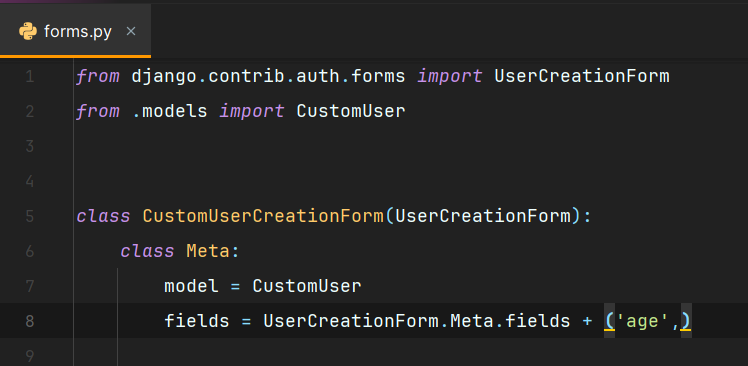 forms.py ×
1 from django.contrib.auth.forms import UserCreationForm
2 from .models import CustomUser
3
4
5 class CustomUserCreationForm(UserCreationForm):
6     class Meta:
7         model = CustomUser
8         fields = UserCreationForm.Meta.fields + ('age',)
9